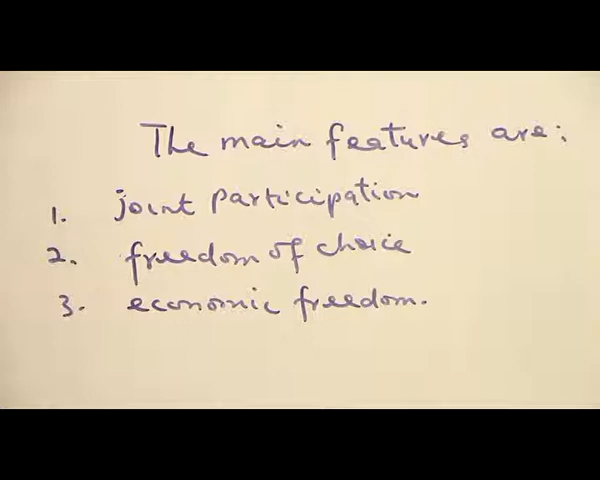 The main features are:
1. joint participation
2. freedom of choice
3. economic freedom.